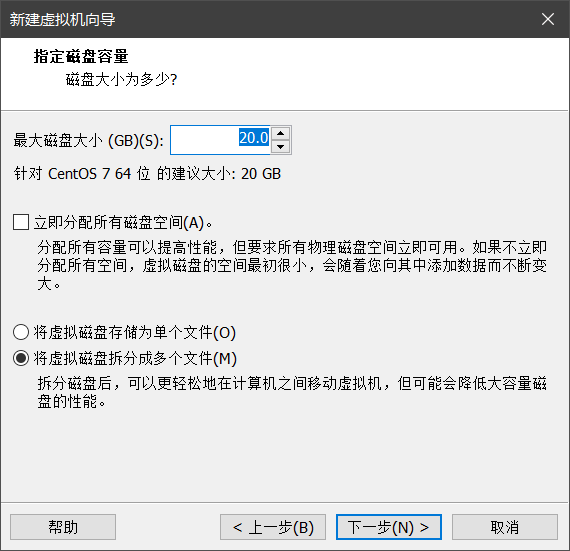 新建虚拟机向导
指定磁盘容量
磁盘大小为多少?
最大磁盘大小 (GB)(S): 20.0
针对 CentOS 7 64 位 的建议大小: 20 GB
立即分配所有磁盘空间(A)。
分配所有容量可以提高性能，但要求所有物理磁盘空间立即可用。如果不立即
分配所有空间，虚拟磁盘的空间最初很小，会随着您向其中添加数据而不断变
大。
将虚拟磁盘存储为单个文件(O)
将虚拟磁盘拆分成多个文件(M)
拆分磁盘后，可以更轻松地在计算机之间移动虚拟机，但可能会降低大容量磁
盘的性能。
帮助 < 上一步(B) 下一步(N) > 取消